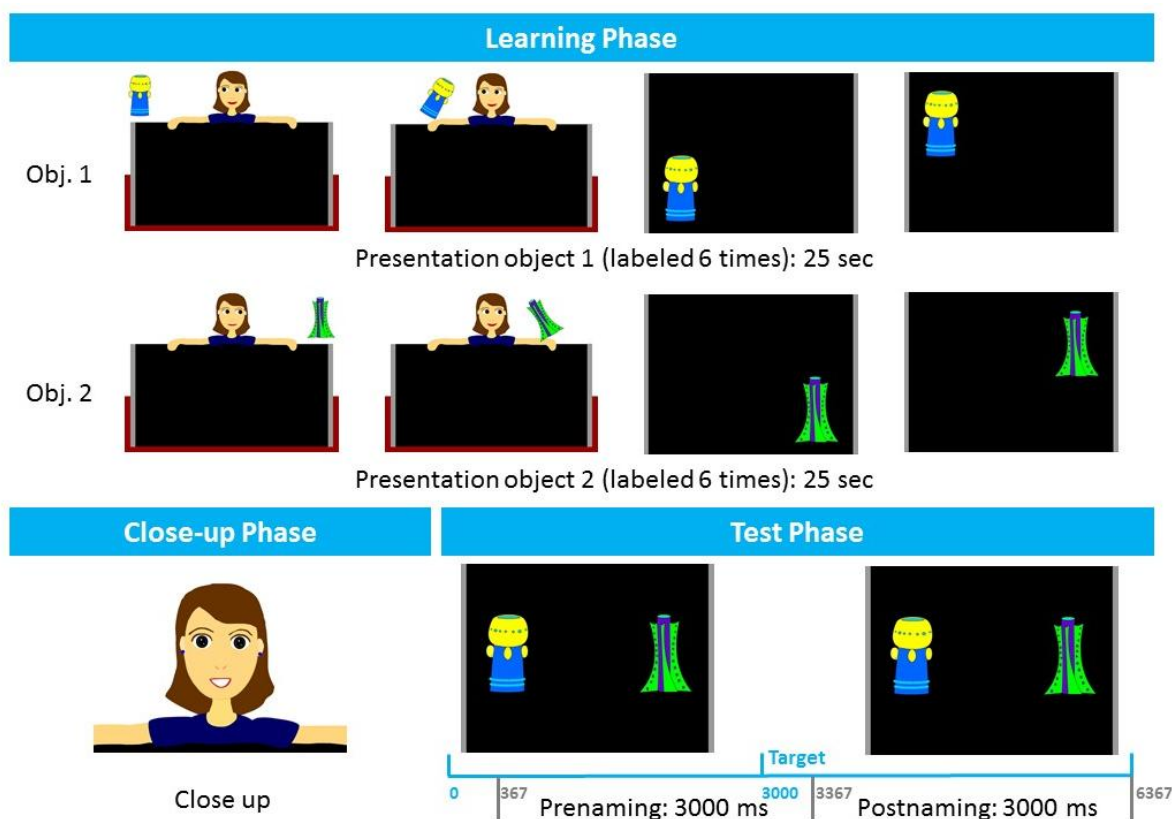 Learning Phase
Obj. 1
Presentation object 1 (labeled 6 times): 25 sec
Obj. 2
Presentation object 2 (labeled 6 times): 25 sec
Close-up Phase
Test Phase
Close up
Target
0 367 Prenaming: 3000 ms 3000 3367 Postnaming: 3000 ms 6367